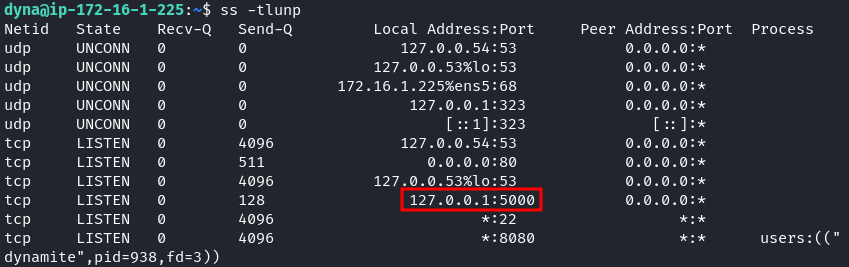 dyna@ip-172-16-1-225:~$ ss -tlunp
Netid State Recv-Q Send-Q Local Address:Port Peer Address:Port Process
udp UNCONN 0 0 127.0.0.54:53 0.0.0.0:*
udp UNCONN 0 0 127.0.0.53%lo:53 0.0.0.0:*
udp UNCONN 0 0 172.16.1.225%ens5:68 0.0.0.0:*
udp UNCONN 0 0 127.0.0.1:323 0.0.0.0:*
udp UNCONN 0 0 [::1]:323 [::]:*
tcp LISTEN 0 4096 127.0.0.54:53 0.0.0.0:*
tcp LISTEN 0 511 0.0.0.0:80 0.0.0.0:*
tcp LISTEN 0 4096 127.0.0.53%lo:53 0.0.0.0:*
tcp LISTEN 0 128 127.0.0.1:5000 0.0.0.0:*
tcp LISTEN 0 4096 *:22 *:*
tcp LISTEN 0 4096 *:8080 *:* users:(("
dynamite",pid=938,fd=3))